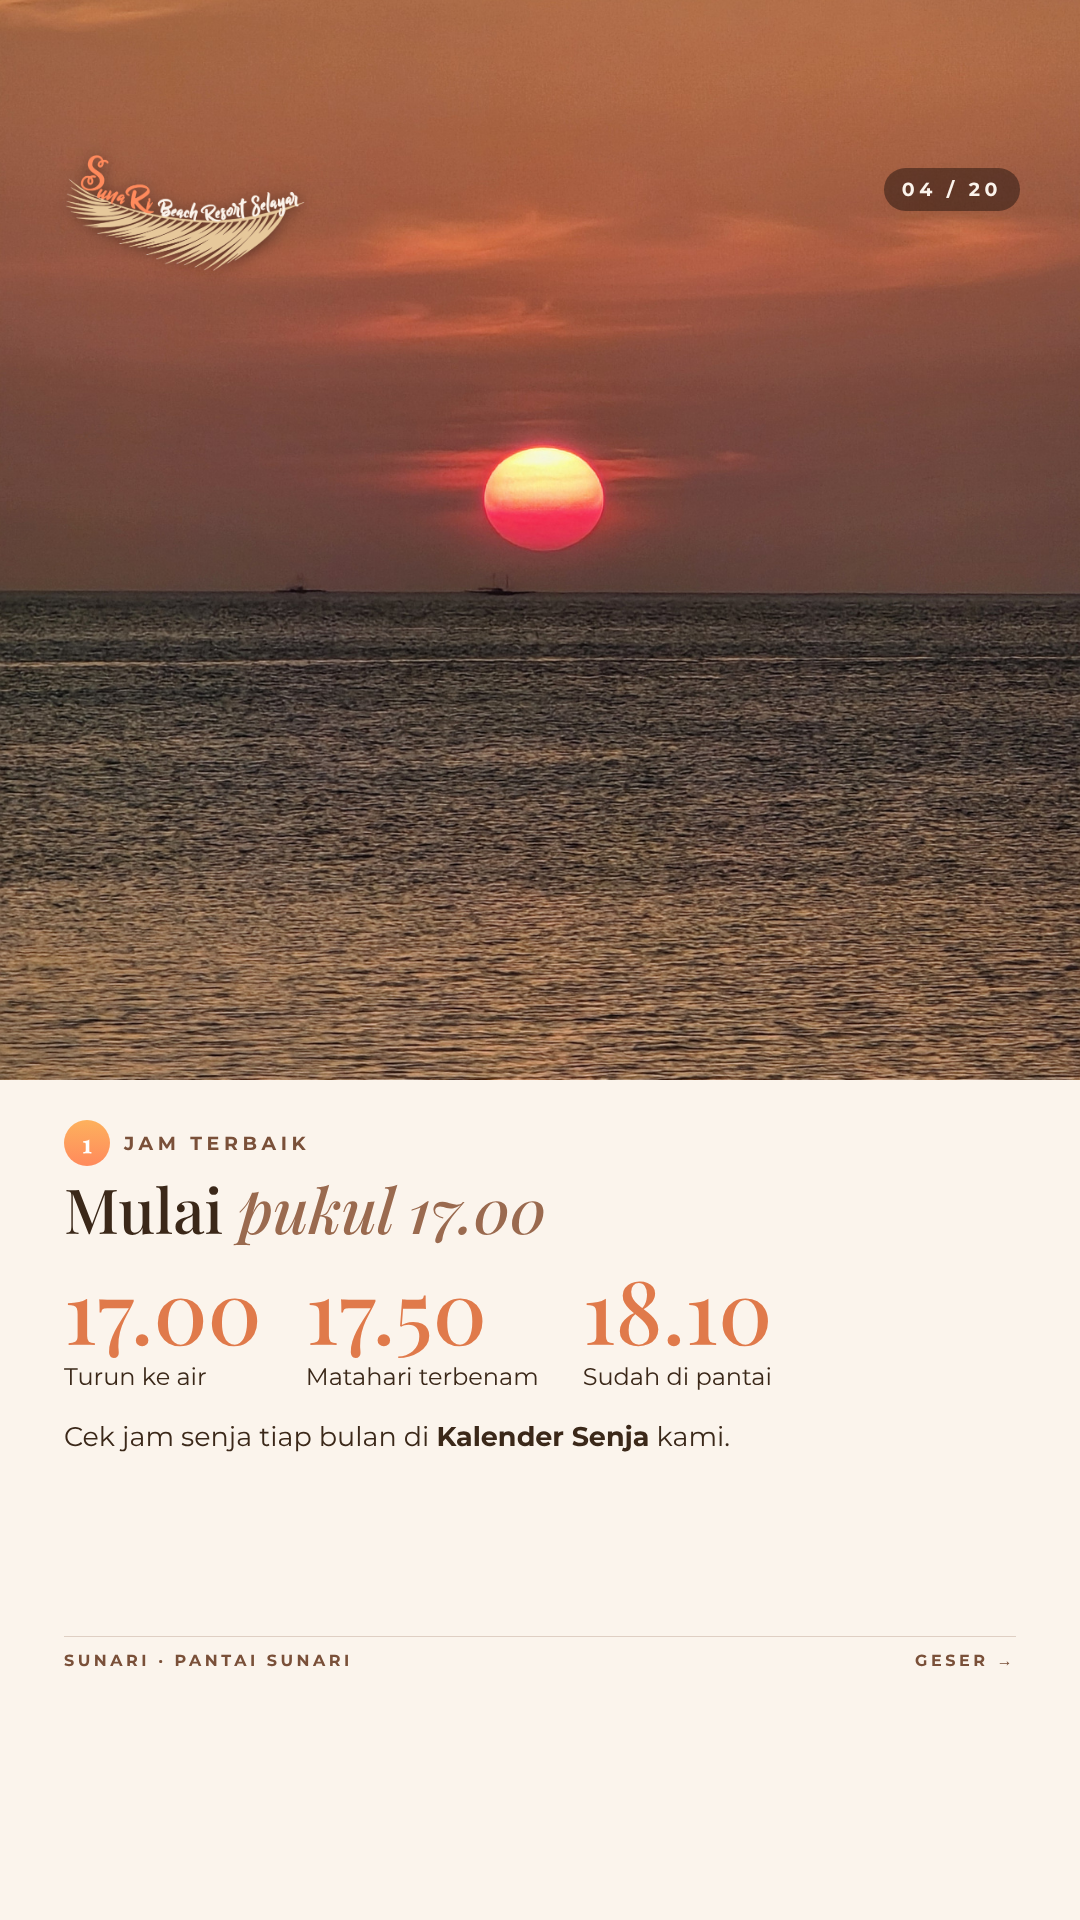 SunaRi Beach Resort Selayar
04 / 20
1 JAM TERBAIK
Mulai pukul 17.00
17.00 17.50 18.10
Turun ke air Matahari terbenam Sudah di pantai
Cek jam senja tiap bulan di Kalender Senja kami.
SUNARI · PANTAI SUNARI GESER →